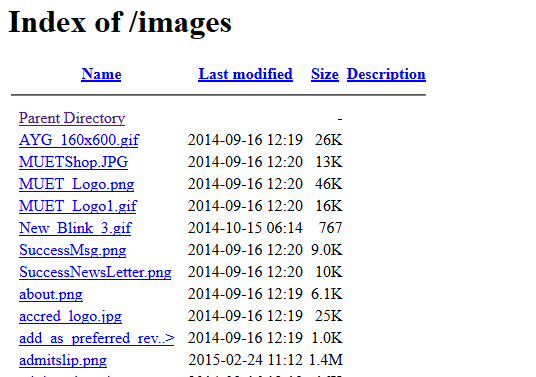 Index of /images
Name Last modified Size Description
Parent Directory -
AYG_160x600.gif 2014-09-16 12:19 26K
MUETShop.JPG 2014-09-16 12:20 13K
MUET_Logo.png 2014-09-16 12:20 46K
MUET_Logo1.gif 2014-09-16 12:20 16K
New_Blink_3.gif 2014-10-15 06:14 767
SuccessMsg.png 2014-09-16 12:20 9.0K
SuccessNewsLetter.png 2014-09-16 12:20 10K
about.png 2014-09-16 12:19 6.1K
accred_logo.jpg 2014-09-16 12:19 25K
add_as_preferred_rev..> 2014-09-16 12:19 1.0K
admitslip.png 2015-02-24 11:12 1.4M